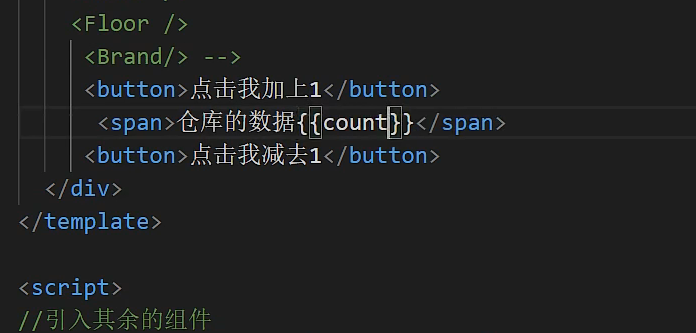 <Floor />
<Brand/> -->
<button>点击我加上1</button>
<span>仓库的数据{{count}}</span>
<button>点击我减去1</button>
</div>
</template>
<script>
//引入其余的组件